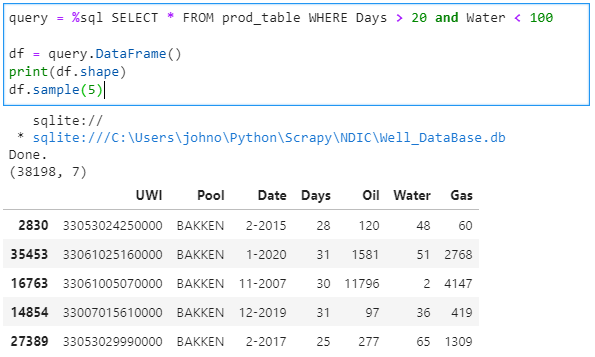 query = %sql SELECT * FROM prod_table WHERE Days > 20 and Water < 100
df = query.DataFrame()
print(df.shape)
df.sample(5)
sqlite://
* sqlite:///C:\Users\johno\Python\Scrapy\NDIC\Well_DataBase.db
Done.
(38198, 7)
UWI Pool Date Days Oil Water Gas
2830 33053024250000 BAKKEN 2-2015 28 120 48 60
35453 33061025160000 BAKKEN 1-2020 31 1581 51 2768
16763 33061005070000 BAKKEN 11-2007 30 11796 2 4147
14854 33007015610000 BAKKEN 12-2019 31 97 36 419
27389 33053029990000 BAKKEN 2-2017 25 277 65 1309